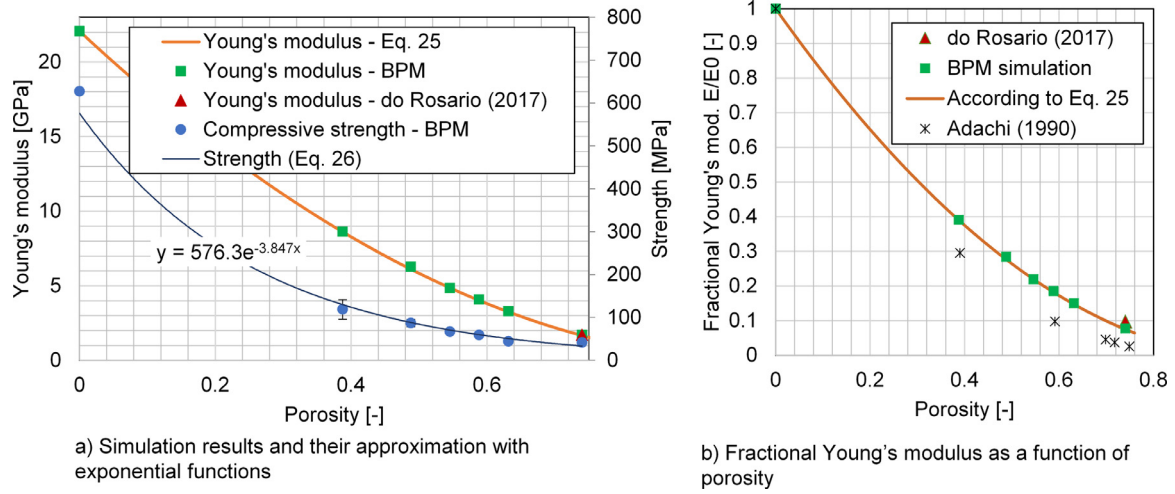 Young's modulus - Eq. 25
Young's modulus - BPM
Young's modulus - do Rosario (2017)
Compressive strength - BPM
Strength (Eq. 26)
y = 576.3e-3.847x
Young's modulus [GPa]
20
15
10
5
0
Strength [MPa]
800
700
600
500
400
300
200
100
0
0
0.2
0.4
0.6
Porosity [-]
a) Simulation results and their approximation with
exponential functions
do Rosario (2017)
BPM simulation
According to Eq. 25
Adachi (1990)
Fractional Young's mod. E/E0 [-]
1
0.9
0.8
0.7
0.6
0.5
0.4
0.3
0.2
0.1
0
0
0.2
0.4
0.6
0.8
Porosity [-]
b) Fractional Young's modulus as a function of
porosity